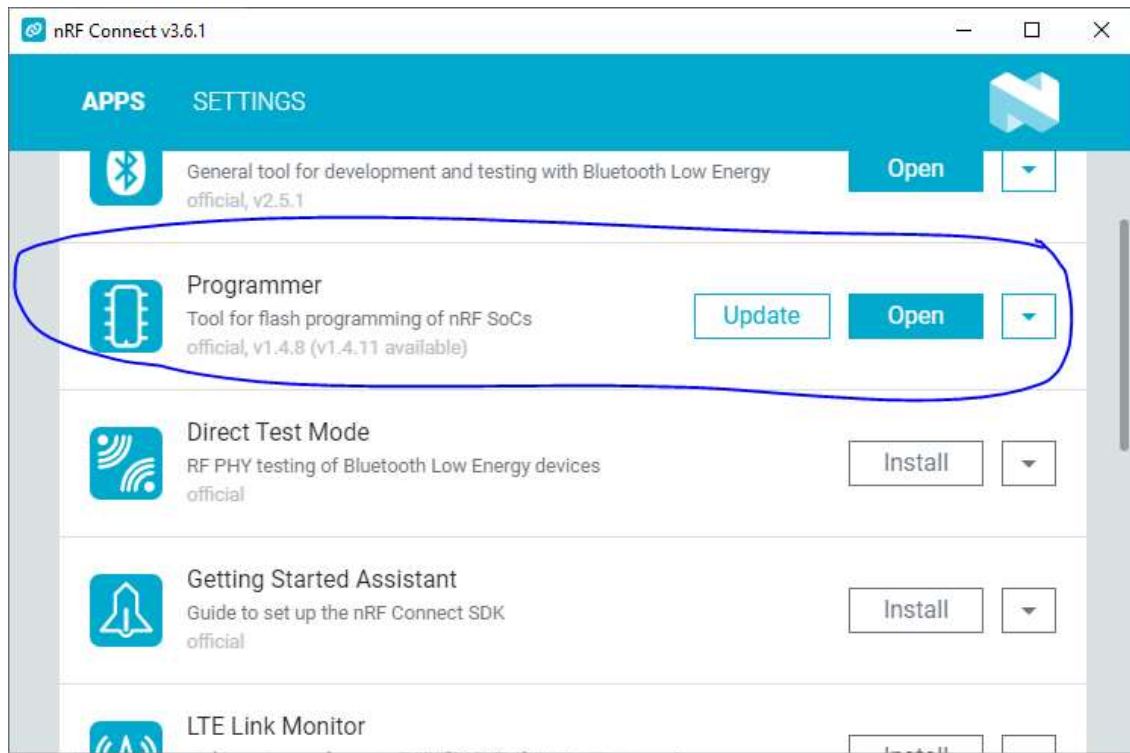 nRF Connect v3.6.1
APPS SETTINGS
General tool for development and testing with Bluetooth Low Energy
official, v2.5.1
Open
Programmer
Tool for flash programming of nRF SoCs
official, v1.4.8 (v1.4.11 available)
Update
Open
Direct Test Mode
RF PHY testing of Bluetooth Low Energy devices
official
Install
Getting Started Assistant
Guide to set up the nRF Connect SDK
official
Install
LTE Link Monitor